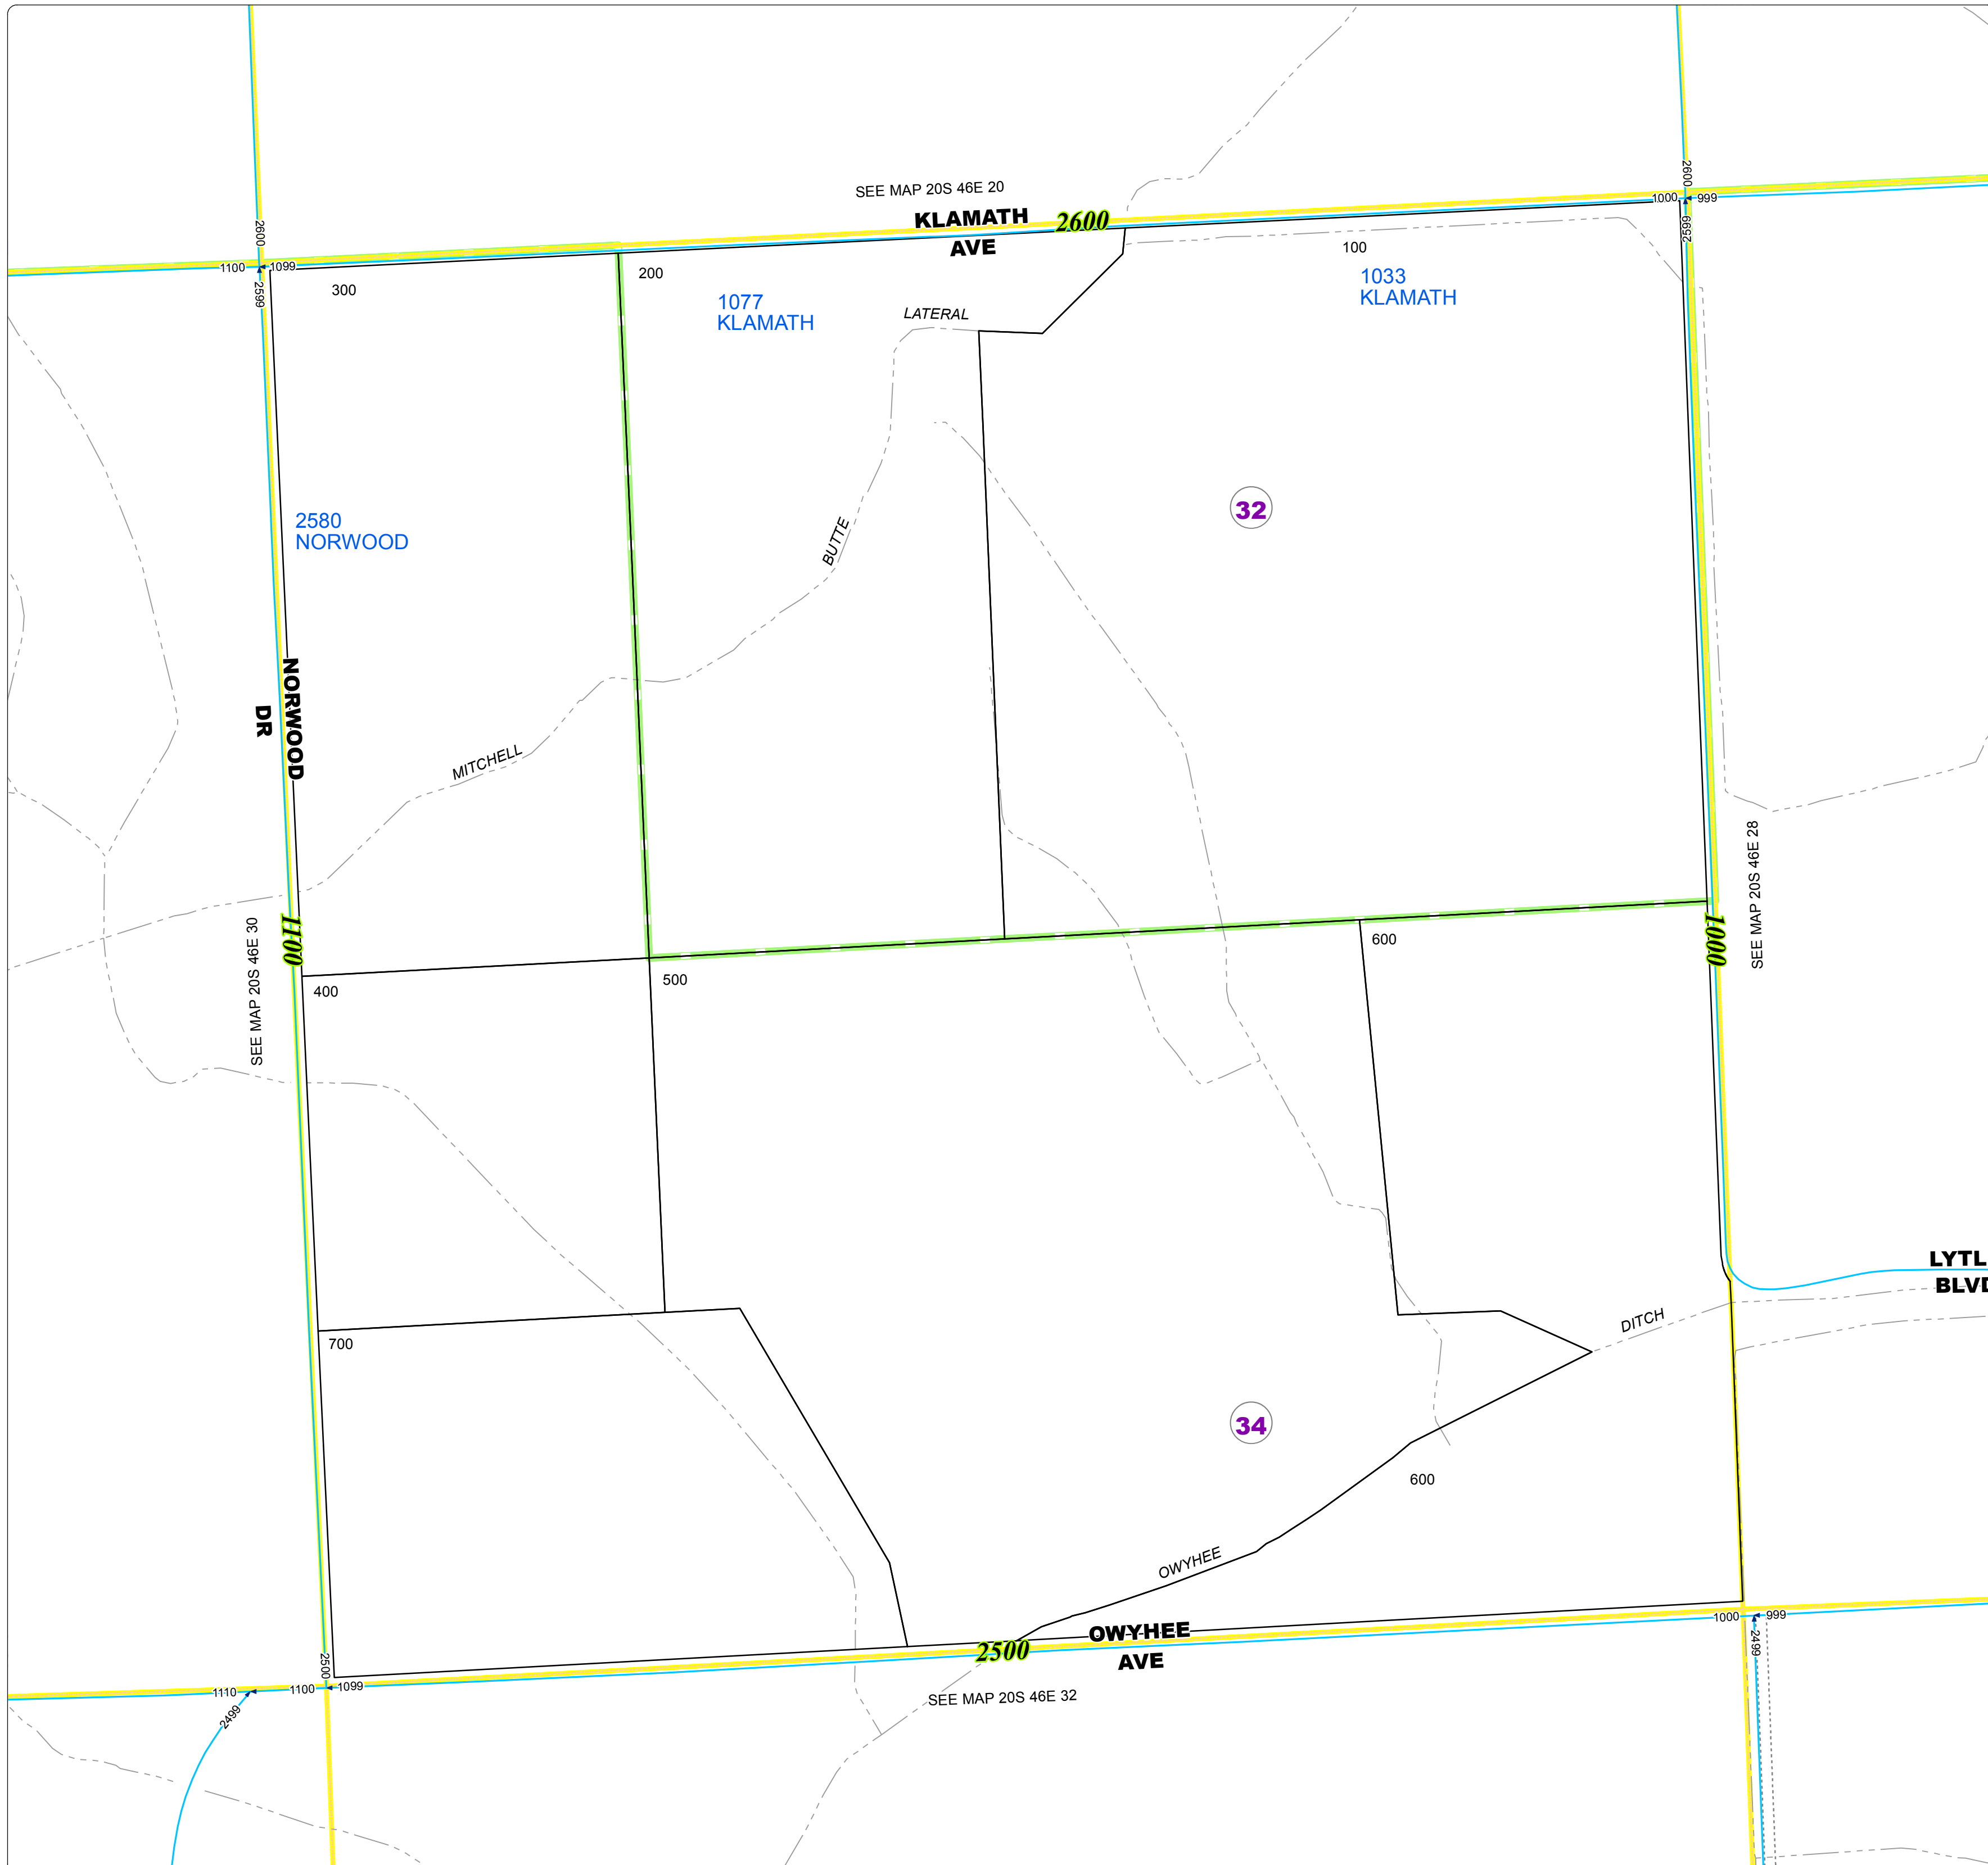 SEE MAP 20S 46E 20
KLAMATH
AVE
2600
2600
2600
1000
999
2599
1100
1099
2599
300
200
100
1077
KLAMATH
1033
KLAMATH
LATERAL
32
2580
NORWOOD
BUTTE
NORWOOD
DR
MITCHELL
SEE MAP 20S 46E 28
1100
1000
SEE MAP 20S 46E 30
400
500
600
LYTL
BLVD
DITCH
700
34
600
OWYHEE
OWYHEE
AVE
2500
1000
999
2499
2500
1110
1100
1099
2499
SEE MAP 20S 46E 32